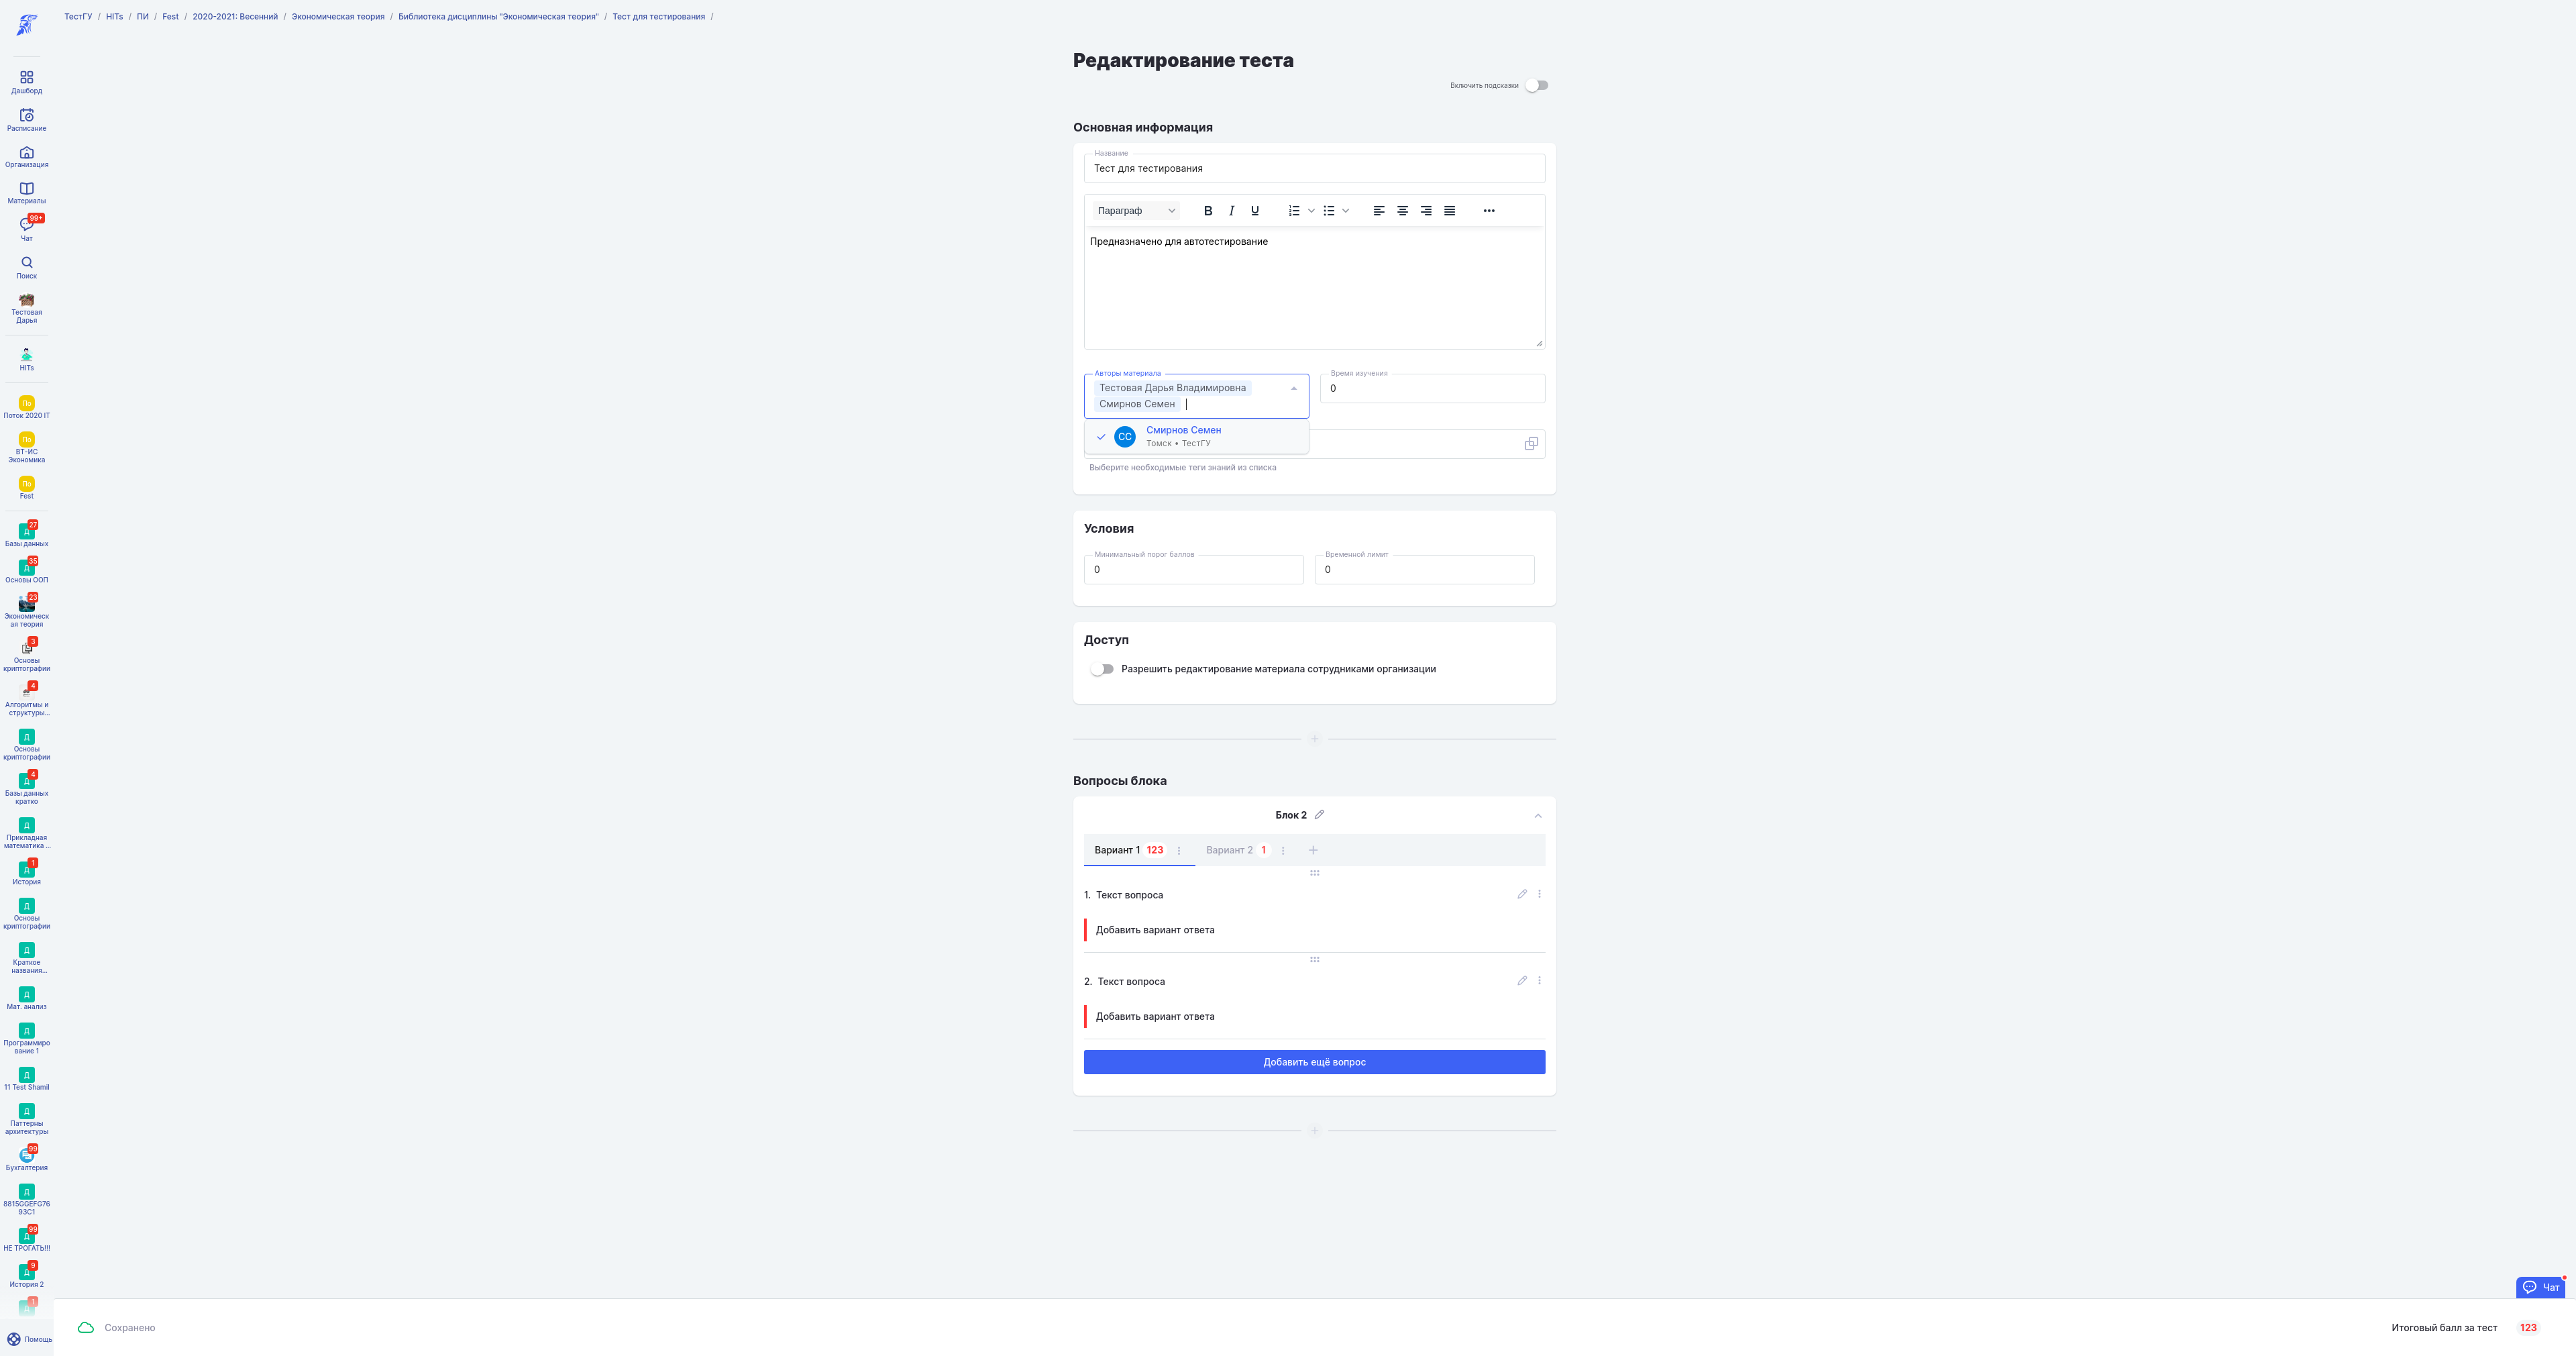 ТестГУ / HITs / ПИ / Fest / 2020-2021: Весенний / Экономическая теория / Библиотека дисциплины "Экономическая теория" / Тест для тестирования /
Дашборд
Расписание
Организация
Материалы
99+
Чат
Поиск
Тестовая
Дарья
HITs
По
Поток 2020 IT
По
ВТ-ИС
Экономика
По
Fest
27
Д
Базы данных
35
Д
Основы ООП
23
Экономическ
ая теория
3
Основы
криптографии
4
Алгоритмы и
структуры...
Д
Основы
криптографии
4
Д
Базы данных
кратко
Д
Прикладная
математика ...
1
Д
История
Д
Основы
криптографии
Д
Краткое
названия...
Д
Мат. анализ
Д
Программиро
вание 1
Д
11 Test Shamil
Д
Паттерны
архитектуры
99
Бухгалтерия
Д
8815GGEFG76
93C1
99
Д
НЕ ТРОГАТЬ!!!
9
Д
История 2
1
Д
Помощь
Редактирование теста
Включить подсказки
Основная информация
Название
Тест для тестирования
Параграф B I U
Предназначено для автотестирование
Авторы материала
Тестовая Дарья Владимировна
Смирнов Семен
Время изучения
0
СС
Смирнов Семен
Томск • ТестГУ
Выберите необходимые теги знаний из списка
Условия
Минимальный порог баллов
0
Временной лимит
0
Доступ
Разрешить редактирование материала сотрудниками организации
Вопросы блока
Блок 2
Вариант 1 123 Вариант 2 1
1. Текст вопроса
Добавить вариант ответа
2. Текст вопроса
Добавить вариант ответа
Добавить ещё вопрос
Чат
Сохранено
Итоговый балл за тест 123